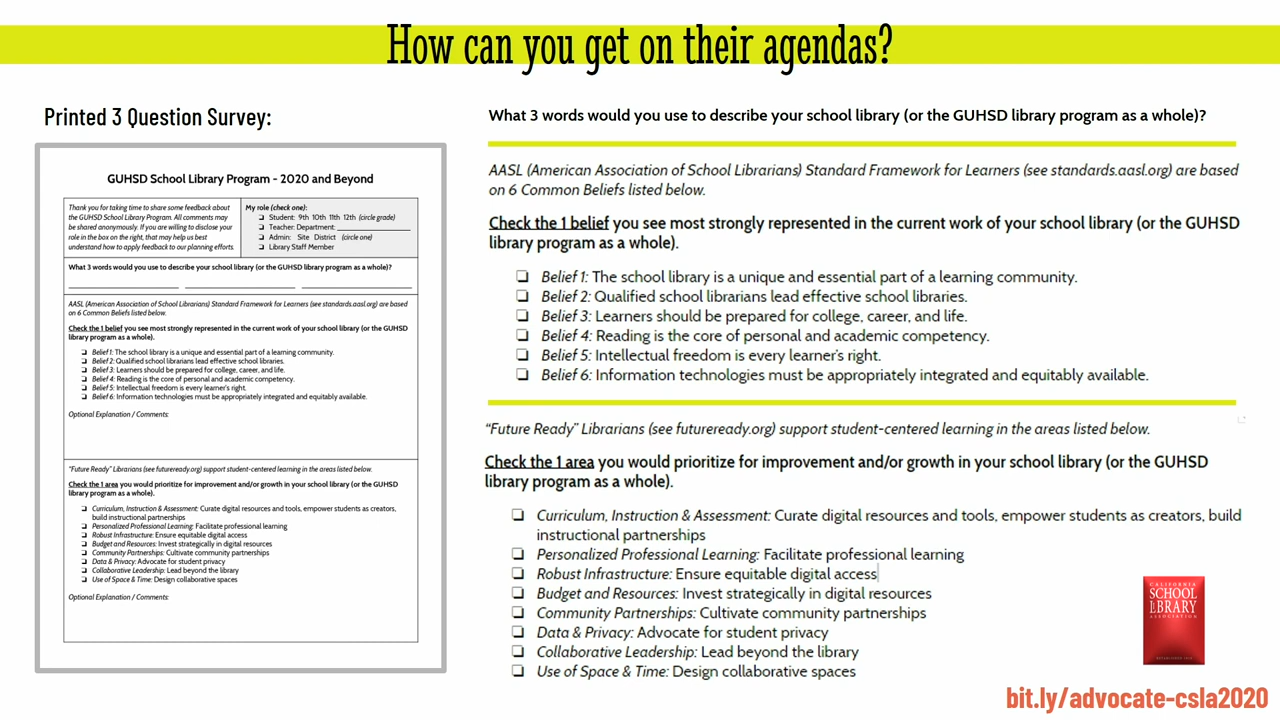 How can you get on their agendas?
Printed 3 Question Survey:
GUHSD School Library Program - 2020 and Beyond
Thank you for taking time to share some feedback about
the GUHSD School Library Program. All comments may
be shared anonymously. If you are willing to disclose your
role in the box on the right, that may help us best
understand how to apply feedback to our planning efforts.
My role (check one):
❏ Student: 9th 10th 11th 12th (circle grade)
❏ Teacher: Department: ____________________
❏ Admin: Site District (circle one)
❏ Library Staff Member
What 3 words would you use to describe your school library (or the GUHSD library program as a whole)?
AASL (American Association of School Librarians) Standard Framework for Learners (see standards.aasl.org) are based
on 6 Common Beliefs listed below.
Check the 1 belief you see most strongly represented in the current work of your school library (or the GUHSD
library program as a whole).
❏ Belief 1: The school library is a unique and essential part of a learning community.
❏ Belief 2: Qualified school librarians lead effective school libraries.
❏ Belief 3: Learners should be prepared for college, career, and life.
❏ Belief 4: Reading is the core of personal and academic competency.
❏ Belief 5: Intellectual freedom is every learner's right.
❏ Belief 6: Information technologies must be appropriately integrated and equitably available.
Optional Explanation / Comments:
"Future Ready" Librarians (see futureready.org) support student-centered learning in the areas listed below.
Check the 1 area you would prioritize for improvement and/or growth in your school library (or the GUHSD
library program as a whole).
❏ Curriculum, Instruction & Assessment: Curate digital resources and tools, empower students as creators,
build instructional partnerships
❏ Personalized Professional Learning: Facilitate professional learning
❏ Robust Infrastructure: Ensure equitable digital access
❏ Budget and Resources: Invest strategically in digital resources
❏ Community Partnerships: Cultivate community partnerships
❏ Data & Privacy: Advocate for student privacy
❏ Collaborative Leadership: Lead beyond the library
❏ Use of Space & Time: Design collaborative spaces
Optional Explanation / Comments:
What 3 words would you use to describe your school library (or the GUHSD library program as a whole)?
AASL (American Association of School Librarians) Standard Framework for Learners (see standards.aasl.org) are based
on 6 Common Beliefs listed below.
Check the 1 belief you see most strongly represented in the current work of your school library (or the GUHSD
library program as a whole).
❏ Belief 1: The school library is a unique and essential part of a learning community.
❏ Belief 2: Qualified school librarians lead effective school libraries.
❏ Belief 3: Learners should be prepared for college, career, and life.
❏ Belief 4: Reading is the core of personal and academic competency.
❏ Belief 5: Intellectual freedom is every learner's right.
❏ Belief 6: Information technologies must be appropriately integrated and equitably available.
"Future Ready" Librarians (see futureready.org) support student-centered learning in the areas listed below.
Check the 1 area you would prioritize for improvement and/or growth in your school library (or the GUHSD
library program as a whole).
❏ Curriculum, Instruction & Assessment: Curate digital resources and tools, empower students as creators, build
instructional partnerships
❏ Personalized Professional Learning: Facilitate professional learning
❏ Robust Infrastructure: Ensure equitable digital access
❏ Budget and Resources: Invest strategically in digital resources
❏ Community Partnerships: Cultivate community partnerships
❏ Data & Privacy: Advocate for student privacy
❏ Collaborative Leadership: Lead beyond the library
❏ Use of Space & Time: Design collaborative spaces
CALIFORNIA
SCHOOL
LIBRARY
ASSOCIATION
bit.ly/advocate-csla2020